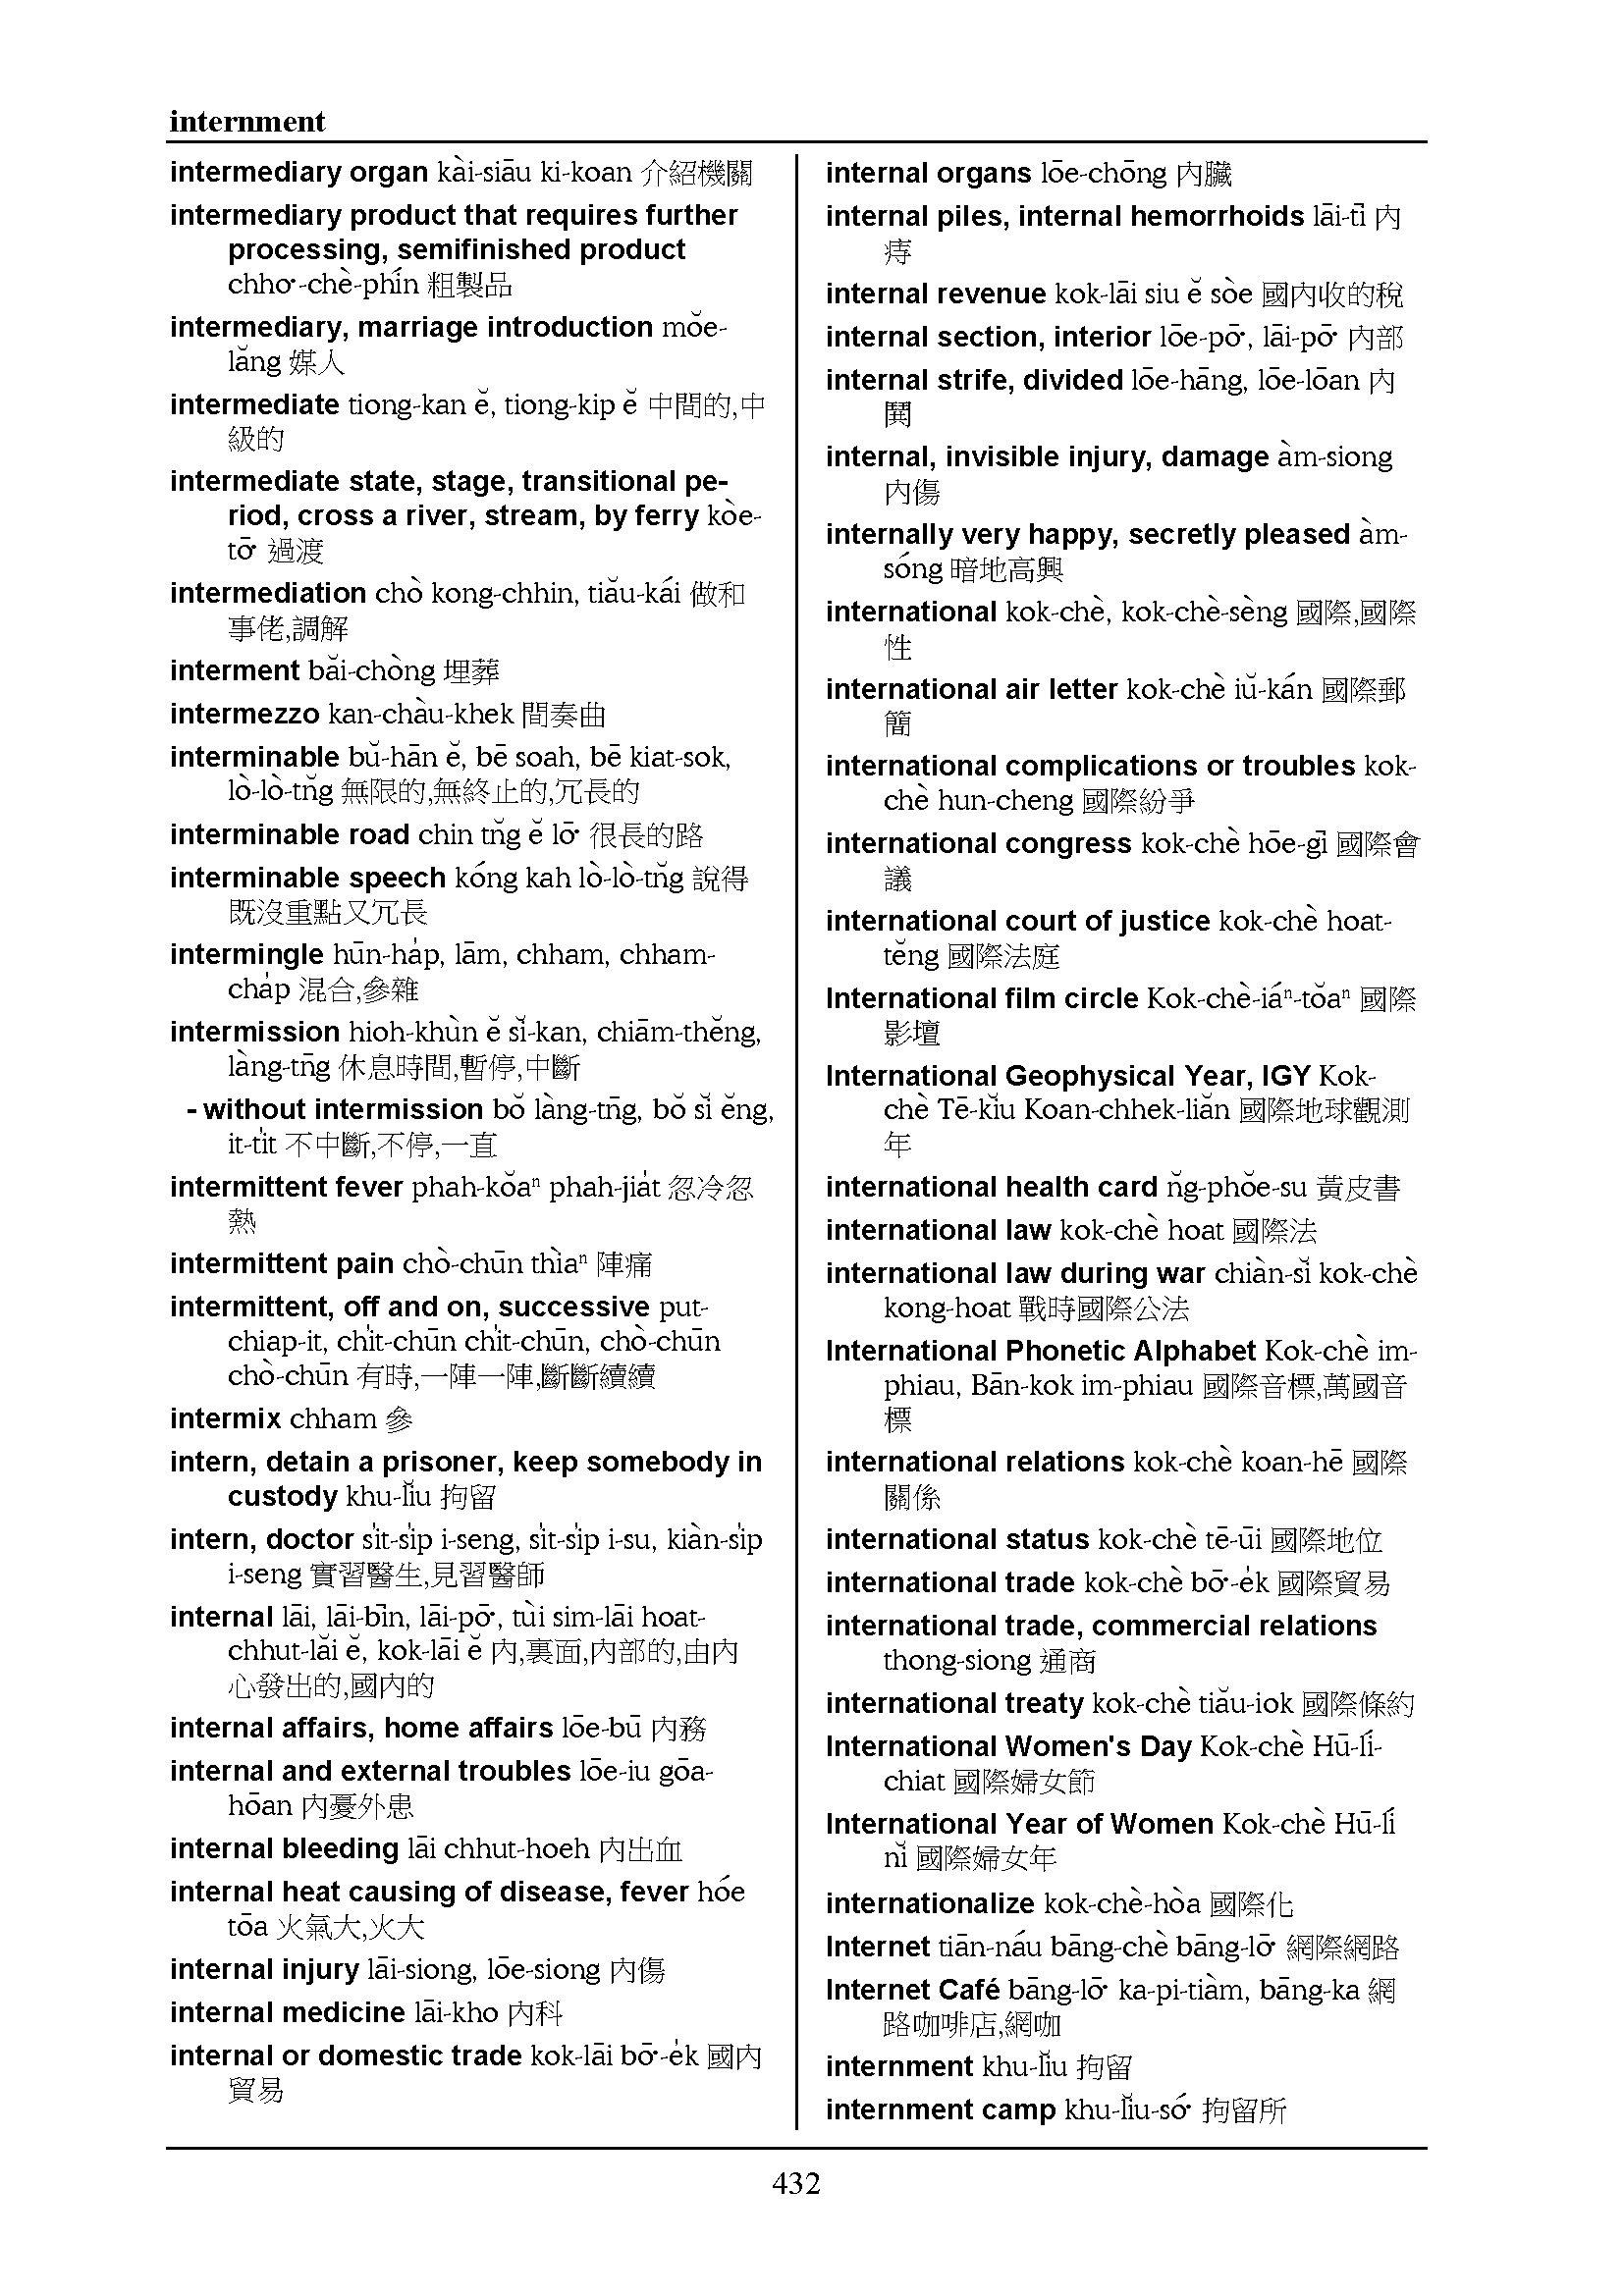 internment
intermediary organ kài-siāu ki-koan 介紹機關
intermediary product that requires further
processing, semifinished product
chho͘-chè-phín 粗製品
intermediary, marriage introduction mŏe-
lăng 媒人
intermediate tiong-kan ĕ, tiong-kip ĕ 中間的,中
級的
intermediate state, stage, transitional pe-
riod, cross a river, stream, by ferry kòe-
tō͘ 過渡
intermediation chò kong-chhin, tiău-kái 做和
事佬,調解
interment băi-chòng 埋葬
intermezzo kan-chàu-khek 間奏曲
interminable bŭ-hān ĕ, bē soah, bē kiat-sok,
lò-lò-tn̆g 無限的,無終止的,冗長的
interminable road chin tn̆g ĕ lō͘ 很長的路
interminable speech kóng kah lò-lò-tn̆g 說得
既沒重點又冗長
intermingle hūn-ha̍p, lām, chham, chham-
cha̍p 混合,參雜
intermission hioh-khùn ĕ sĭ-kan, chiām-thĕng,
làng-tn̄g 休息時間,暫停,中斷
- without intermission bŏ làng-tn̄g, bŏ sĭ ĕng,
it-ti̍t 不中斷,不停,一直
intermittent fever phah-kŏaⁿ phah-jia̍t 忽冷忽
熱
intermittent pain chò-chūn thìaⁿ 陣痛
intermittent, off and on, successive put-
chiap-it, chi̍t-chūn chi̍t-chūn, chò-chūn
chò-chūn 有時,一陣一陣,斷斷續續
intermix chham 參
intern, detain a prisoner, keep somebody in
custody khu-lĭu 拘留
intern, doctor si̍t-si̍p i-seng, si̍t-si̍p i-su, kiàn-si̍p
i-seng 實習醫生,見習醫師
internal lāi, lāi-bīn, lāi-pō͘, tùi sim-lāi hoat-
chhut-lăi ĕ, kok-lāi ĕ 內,裏面,內部的,由內
心發出的,國內的
internal affairs, home affairs lōe-bū 內務
internal and external troubles lōe-iu gōa-
hōan 內憂外患
internal bleeding lāi chhut-hoeh 內出血
internal heat causing of disease, fever hóe
tōa 火氣大,火大
internal injury lāi-siong, lōe-siong 內傷
internal medicine lāi-kho 內科
internal or domestic trade kok-lāi bō͘-e̍k 國內
貿易
internal organs lōe-chōng 內臟
internal piles, internal hemorrhoids lāi-tī 內
痔
internal revenue kok-lāi siu ĕ sòe 國內收的稅
internal section, interior lōe-pō͘, lāi-pō͘ 內部
internal strife, divided lōe-hāng, lōe-lōan 內
鬨
internal, invisible injury, damage àm-siong
內傷
internally very happy, secretly pleased àm-
sóng 暗地高興
international kok-chè, kok-chè-sèng 國際,國際
性
international air letter kok-chè iŭ-kán 國際郵
簡
international complications or troubles kok-
chè hun-cheng 國際紛爭
international congress kok-chè hōe-gī 國際會
議
international court of justice kok-chè hoat-
tĕng 國際法庭
International film circle Kok-chè-iáⁿ-tŏaⁿ 國際
影壇
International Geophysical Year, IGY Kok-
chè Tē-kĭu Koan-chhek-liăn 國際地球觀測
年
international health card n̆g-phŏe-su 黃皮書
international law kok-chè hoat 國際法
international law during war chiàn-sĭ kok-chè
kong-hoat 戰時國際公法
International Phonetic Alphabet Kok-chè im-
phiau, Bān-kok im-phiau 國際音標,萬國音
標
international relations kok-chè koan-hē 國際
關係
international status kok-chè tē-ūi 國際地位
international trade kok-chè bō͘-e̍k 國際貿易
international trade, commercial relations
thong-siong 通商
international treaty kok-chè tiău-iok 國際條約
International Women's Day Kok-chè Hū-lí-
chiat 國際婦女節
International Year of Women Kok-chè Hū-lí
nĭ 國際婦女年
internationalize kok-chè-hòa 國際化
Internet tiān-náu bāng-chè bāng-lō͘ 網際網路
Internet Café bāng-lō͘ ka-pi-tiàm, bāng-ka 網
路咖啡店,網咖
internment khu-lĭu 拘留
internment camp khu-lĭu-só͘ 拘留所
432